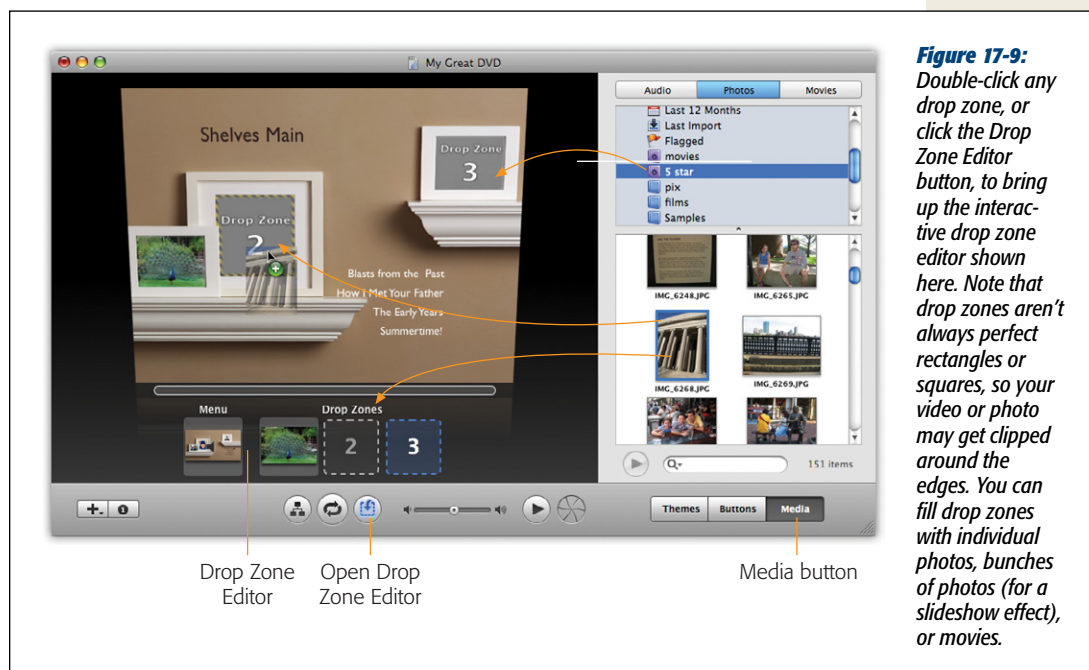 My Great DVD
Shelves Main
Drop Zone
3
Drop Zone
2
Blasts from the Past
How i Met Your Father
The Early Years
Summertime!
Menu
Drop Zones
2
3
Audio
Photos
Movies
Last 12 Months
Last Import
Flagged
movies
5 star
pix
films
Samples
IMG_6248.JPG
IMG_6265.JPG
IMG_6268.JPG
IMG_6269.JPG
151 items
Themes
Buttons
Media
Drop Zone
Editor
Open Drop
Zone Editor
Media button
Figure 17-9:
Double-click any
drop zone, or
click the Drop
Zone Editor
button, to bring
up the interac-
tive drop zone
editor shown
here. Note that
drop zones aren't
always perfect
rectangles or
squares, so your
video or photo
may get clipped
around the
edges. You can
fill drop zones
with individual
photos, bunches
of photos (for a
slideshow effect),
or movies.